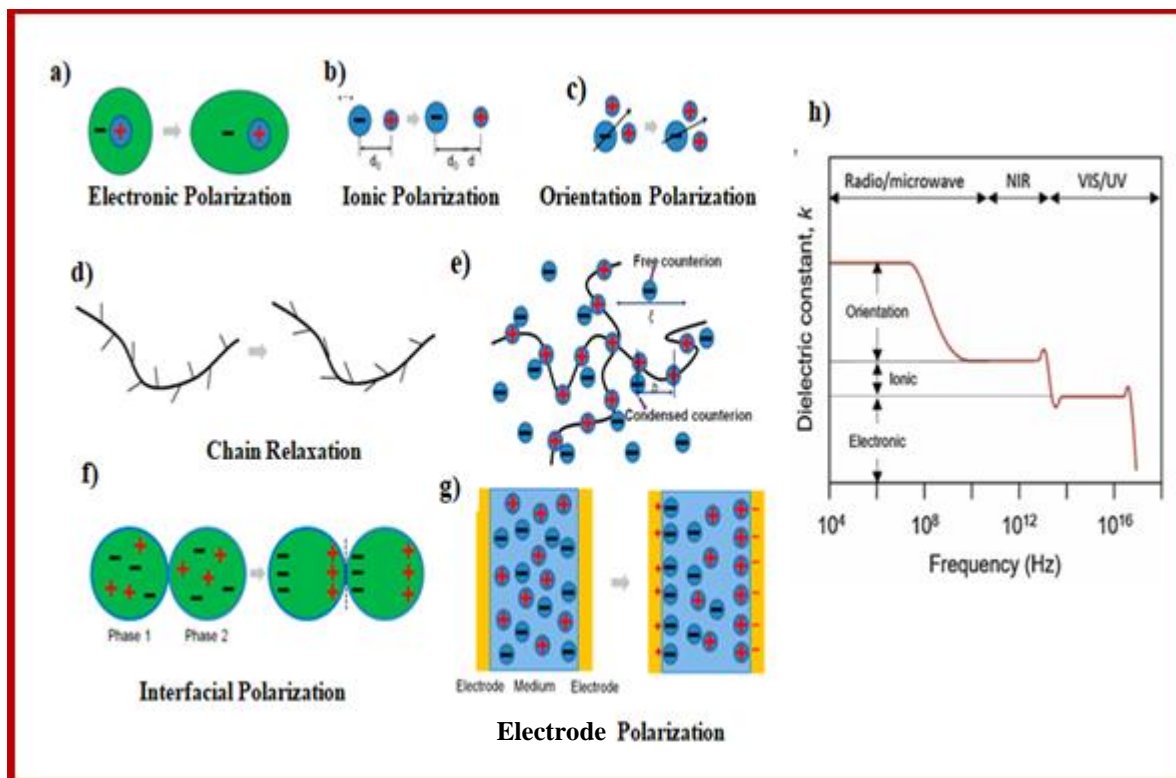 a)
Electronic Polarization
b)
d₀
d₀ d
Ionic Polarization
c)
Orientation Polarization
d)
Chain Relaxation
e)
Free counterion
ξ
b
Condensed counterion
f)
Phase 1 Phase 2
Interfacial Polarization
g)
Electrode Medium Electrode
Electrode Polarization
h)
Radio/microwave NIR VIS/UV
Dielectric constant, k
Orientation
Ionic
Electronic
10⁴ 10⁸ 10¹² 10¹⁶
Frequency (Hz)